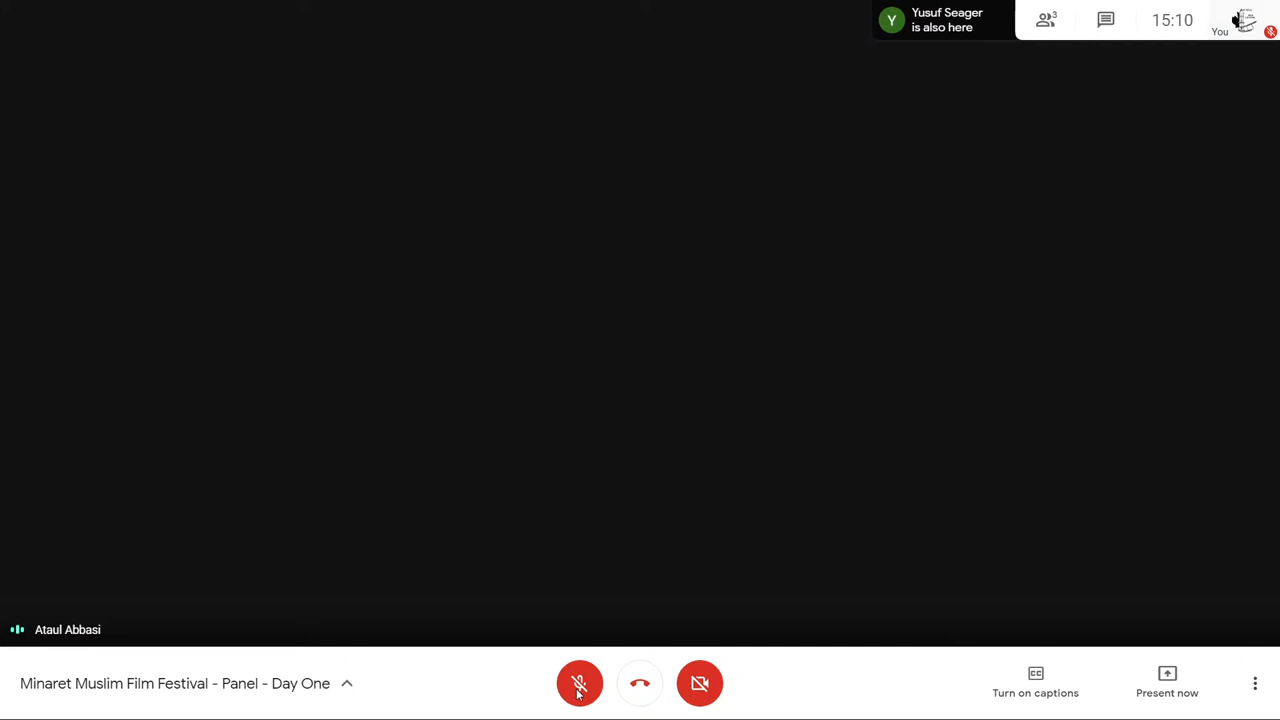 Yusuf Seager
is also here
Y
3
15:10
You
Ataul Abbasi
Minaret Muslim Film Festival - Panel - Day One
Turn on captions
Present now